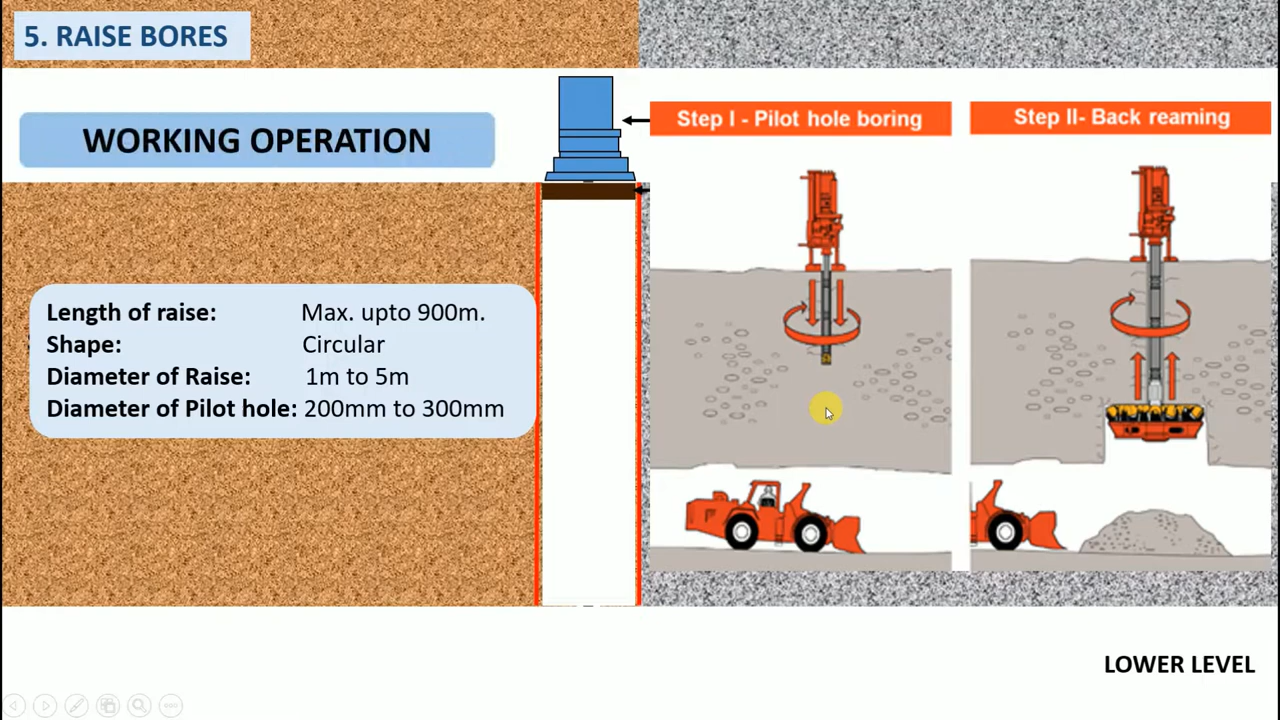 5. RAISE BORES
WORKING OPERATION
Step I - Pilot hole boring
Step II- Back reaming
Length of raise: Max. upto 900m.
Shape: Circular
Diameter of Raise: 1m to 5m
Diameter of Pilot hole: 200mm to 300mm
LOWER LEVEL